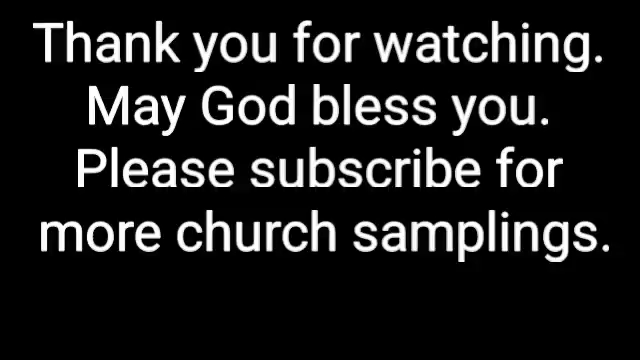 Thank you for watching.
May God bless you.
Please subscribe for
more church samplings.